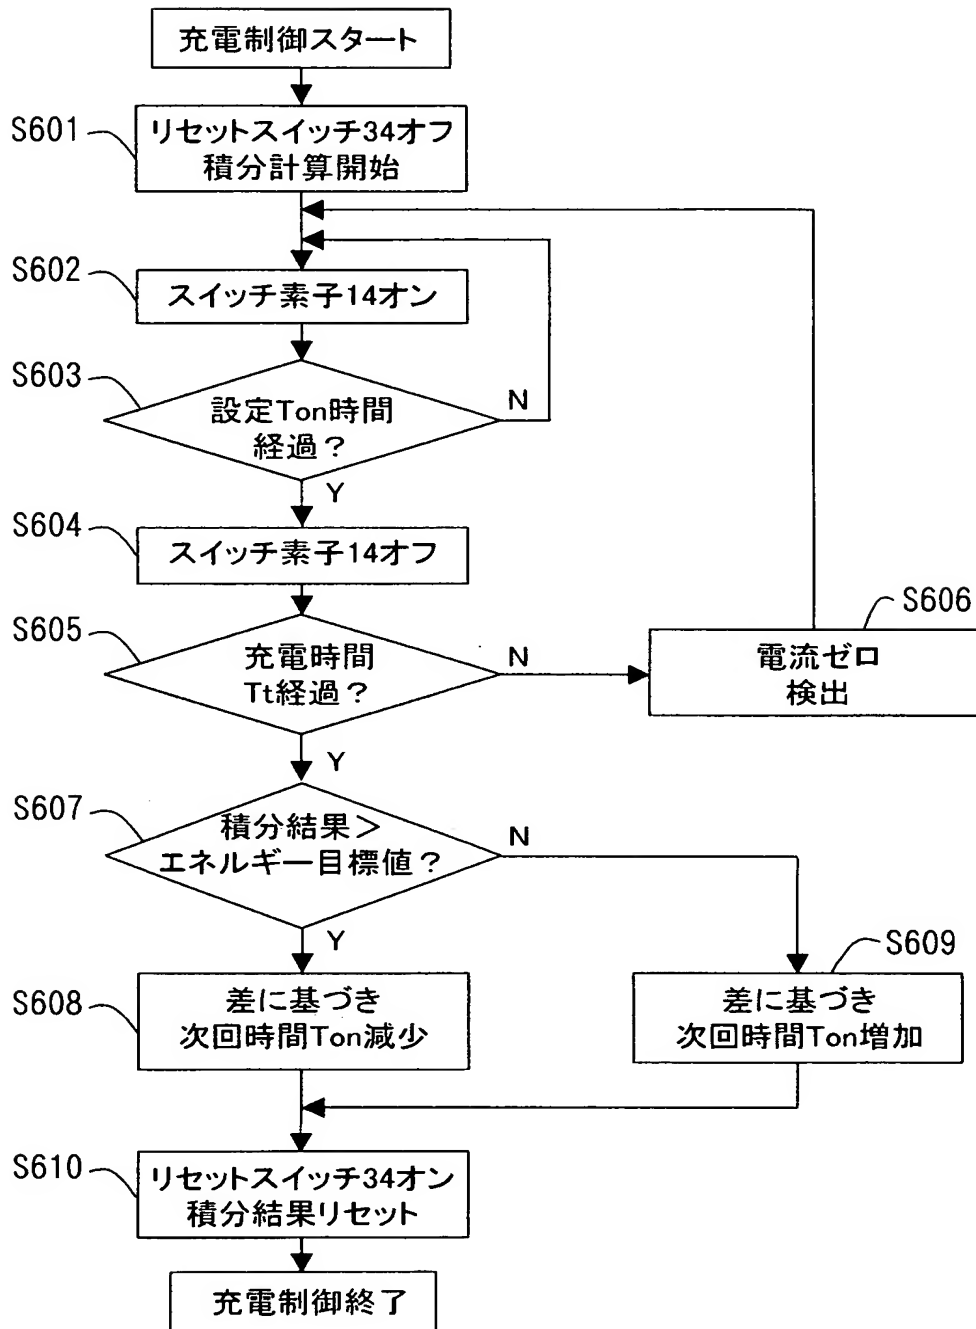 充電制御スタート
S601
リセットスイッチ34オフ
積分計算開始
S602
スイッチ素子14オン
S603
設定Ton時間
経過?
N
Y
S604
スイッチ素子14オフ
S605
充電時間
Tt経過?
N
S606
電流ゼロ
検出
Y
S607
積分結果>
エネルギー目標値?
N
Y
S608
差に基づき
次回時間Ton減少
S609
差に基づき
次回時間Ton増加
S610
リセットスイッチ34オン
積分結果リセット
充電制御終了